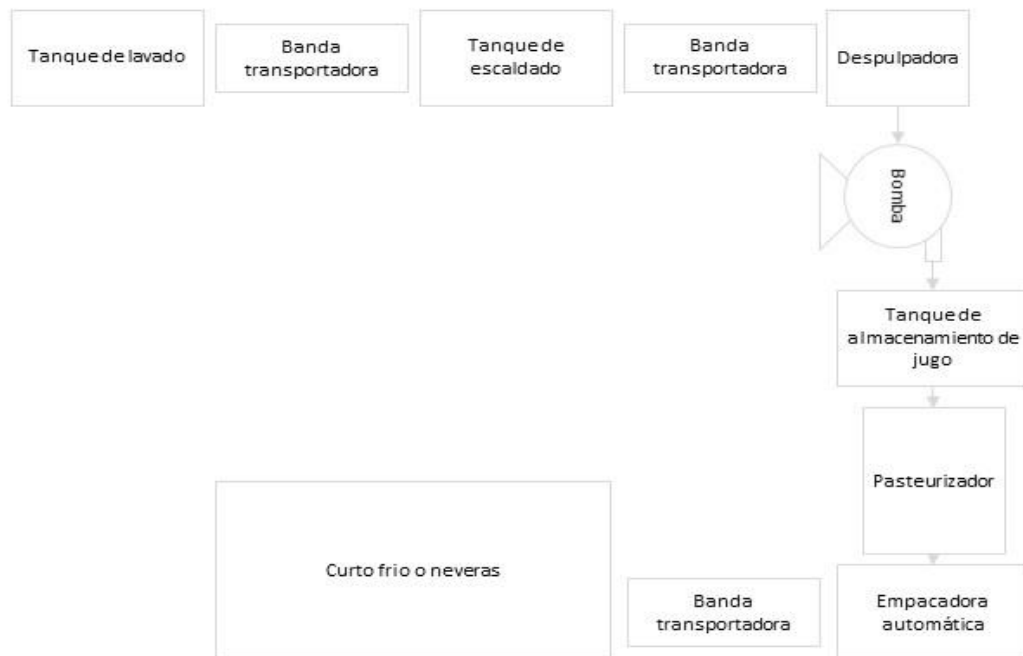 Tanque de lavado
Banda
transportadora
Tanque de
escaldado
Banda
transportadora
Despulpadora
Bomba
Tanque de
almacenamiento de
jugo
Pasteurizador
Curto frio o neveras
Banda
transportadora
Empacadora
automática